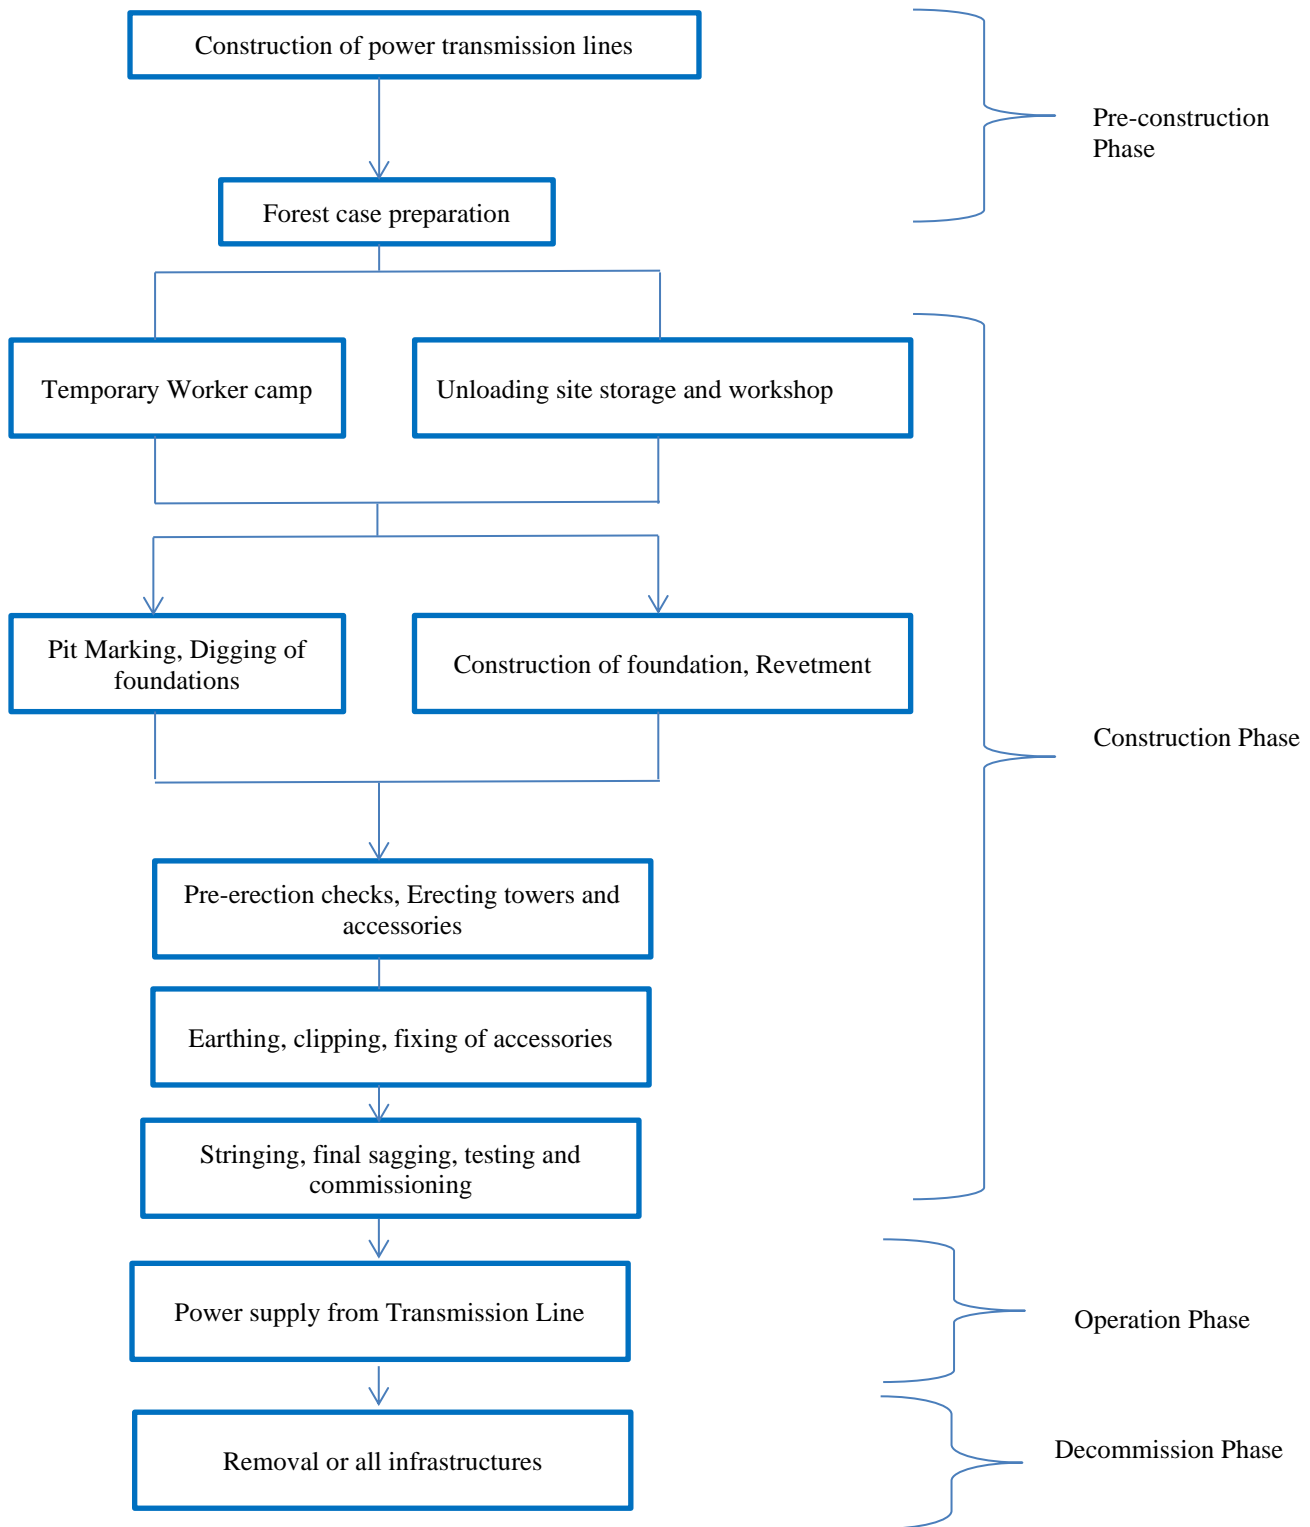 Construction of power transmission lines
Pre-construction
Phase
Forest case preparation
Temporary Worker camp
Unloading site storage and workshop
Pit Marking, Digging of
foundations
Construction of foundation, Revetment
Construction Phase
Pre-erection checks, Erecting towers and
accessories
Earthing, clipping, fixing of accessories
Stringing, final sagging, testing and
commissioning
Power supply from Transmission Line
Operation Phase
Removal or all infrastructures
Decommission Phase